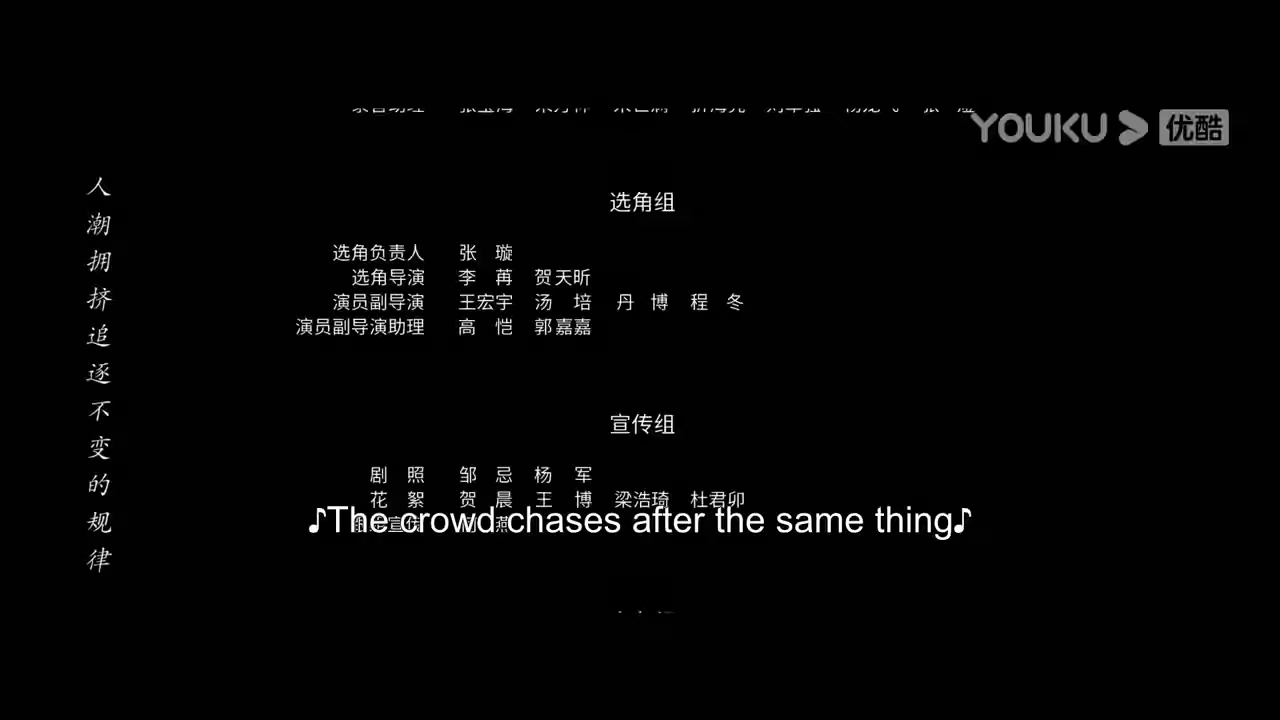 YOUKU 优酷
人潮拥挤追逐不变的规律
选角组
选角负责人 张 璇
选角导演 李 苒 贺天昕
演员副导演 王宏宇 汤 培 丹 博 程 冬
演员副导演助理 高 恺 郭嘉嘉
宣传组
剧 照 邹 忌 杨 军
花 絮 贺 晨 王 博 梁浩琦 杜君卯
♪The crowd chases after the same thing♪